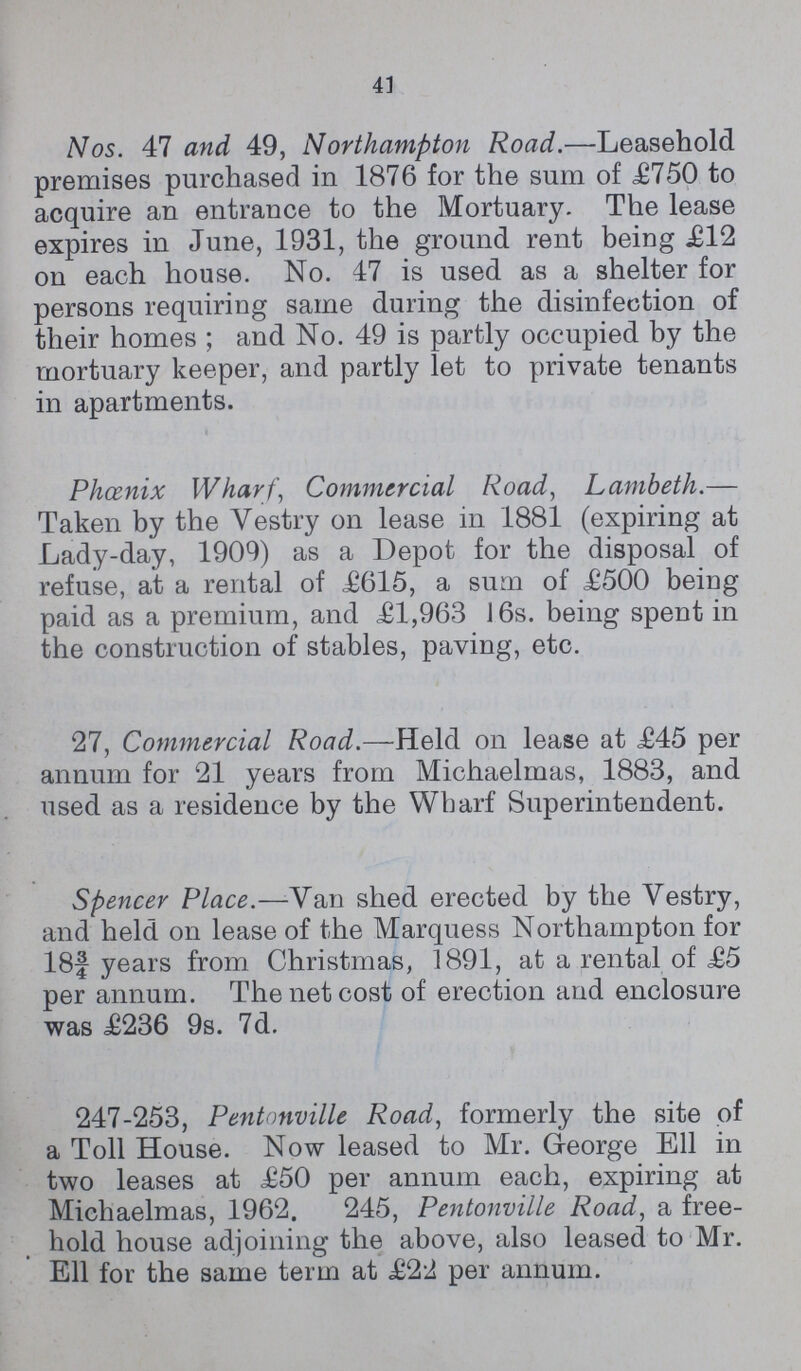 41
Nos. 47 and 49, Northampton Road.—Leasehold
premises purchased in 1876 for the sum of £750 to
acquire an entrance to the Mortuary. The lease
expires in June, 1931, the ground rent being £12
on each house. No. 47 is used as a shelter for
persons requiring same during the disinfection of
their homes ; and No. 49 is partly occupied by the
mortuary keeper, and partly let to private tenants
in apartments.
Phœnix Wharf, Commercial Road, Lambeth.—
Taken by the Vestry on lease in 1881 (expiring at
Lady-day, 1909) as a Depot for the disposal of
refuse, at a rental of £615, a sum of £500 being
paid as a premium, and £1,963 16s. being spent in
the construction of stables, paving, etc.
27, Commercial Road.—Held on lease at £45 per
annum for 21 years from Michaelmas, 1883, and
used as a residence by the Wharf Superintendent.
Spencer Place.—Van shed erected by the Vestry,
and held on lease of the Marquess Northampton for
18¾ years from Christmas, 1891, at a rental of £5
per annum. The net cost of erection and enclosure
was £236 9s. 7d.
247-253, Pentonville Road, formerly the site of
a Toll House. Now leased to Mr. George Ell in
two leases at £50 per annum each, expiring at
Michaelmas, 1962. 245, Pentonville Road, a free-
hold house adjoining the above, also leased to Mr.
Ell for the same term at £22 per annum.